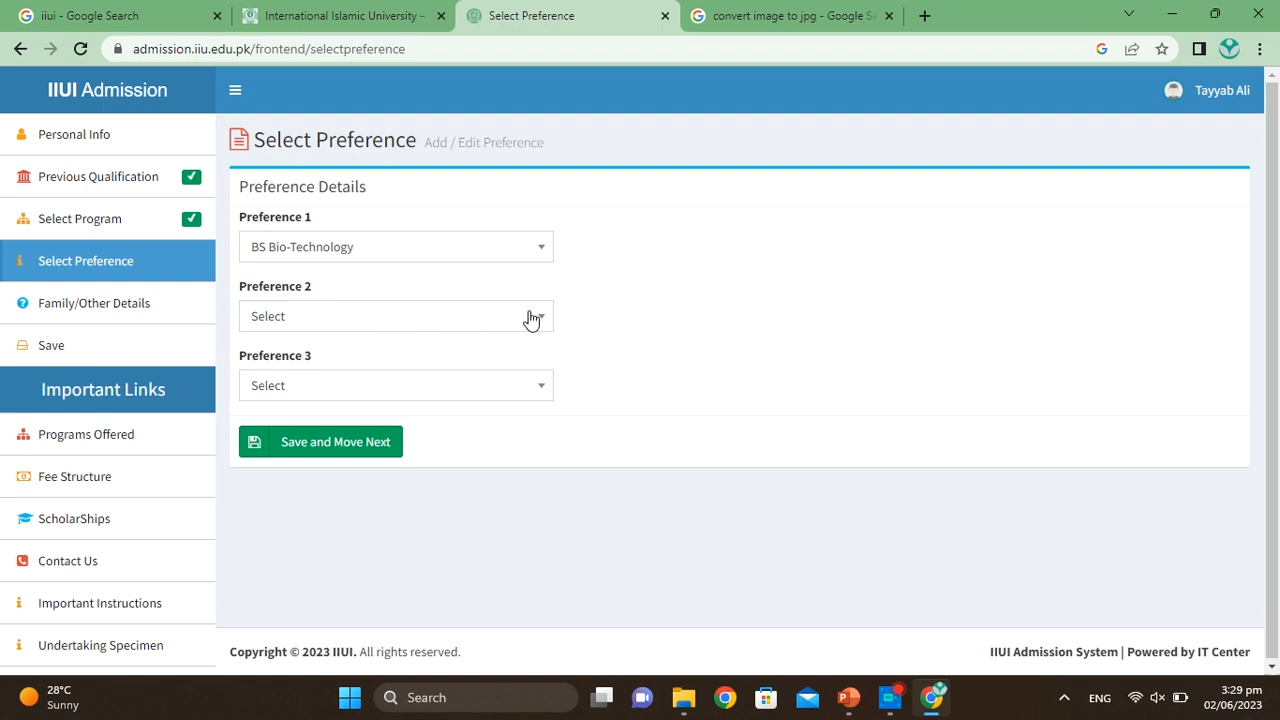 iiui - Google Search
International Islamic University –
Select Preference
convert image to jpg - Google Se
admission.iiu.edu.pk/frontend/selectpreference
IIUI Admission
Tayyab Ali
Personal Info
Previous Qualification
Select Program
Select Preference
Family/Other Details
Save
Important Links
Programs Offered
Fee Structure
ScholarShips
Contact Us
Important Instructions
Undertaking Specimen
Select Preference Add / Edit Preference
Preference Details
Preference 1
BS Bio-Technology
Preference 2
Select
Preference 3
Select
Save and Move Next
Copyright © 2023 IIUI. All rights reserved.
IIUI Admission System | Powered by IT Center
28°C
Sunny
Search
ENG
3:29 pm
02/06/2023